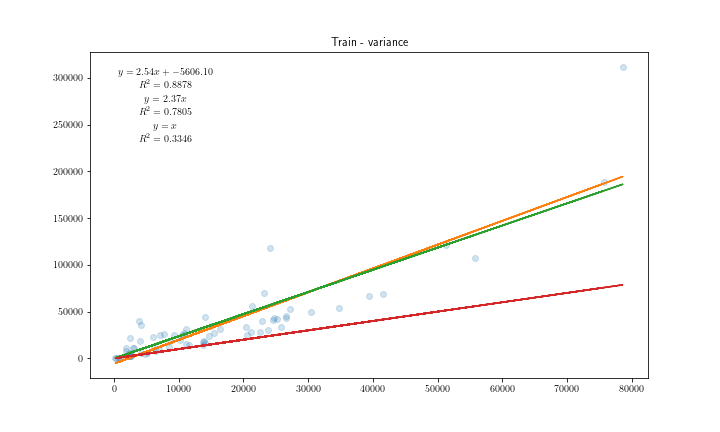 Train - variance
y = 2.54x + −5606.10
R² = 0.8878
y = 2.37x
R² = 0.7805
y = x
R² = 0.3346
300000
250000
200000
150000
100000
50000
0
0 10000 20000 30000 40000 50000 60000 70000 80000